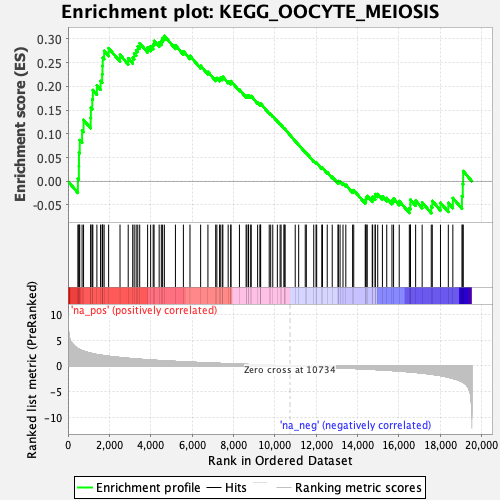 Enrichment plot: KEGG_OOCYTE_MEIOSIS
Enrichment score (ES)
0.30
0.25
0.20
0.15
0.10
0.05
0.00
-0.05
'na_pos' (positively correlated)
Ranked list metric (PreRanked)
10
5
0
-5
-10
Zero cross at 10734
'na_neg' (negatively correlated)
0
2,000
4,000
6,000
8,000
10,000
12,000
14,000
16,000
18,000
20,000
Rank in Ordered Dataset
Enrichment profile
Hits
Ranking metric scores